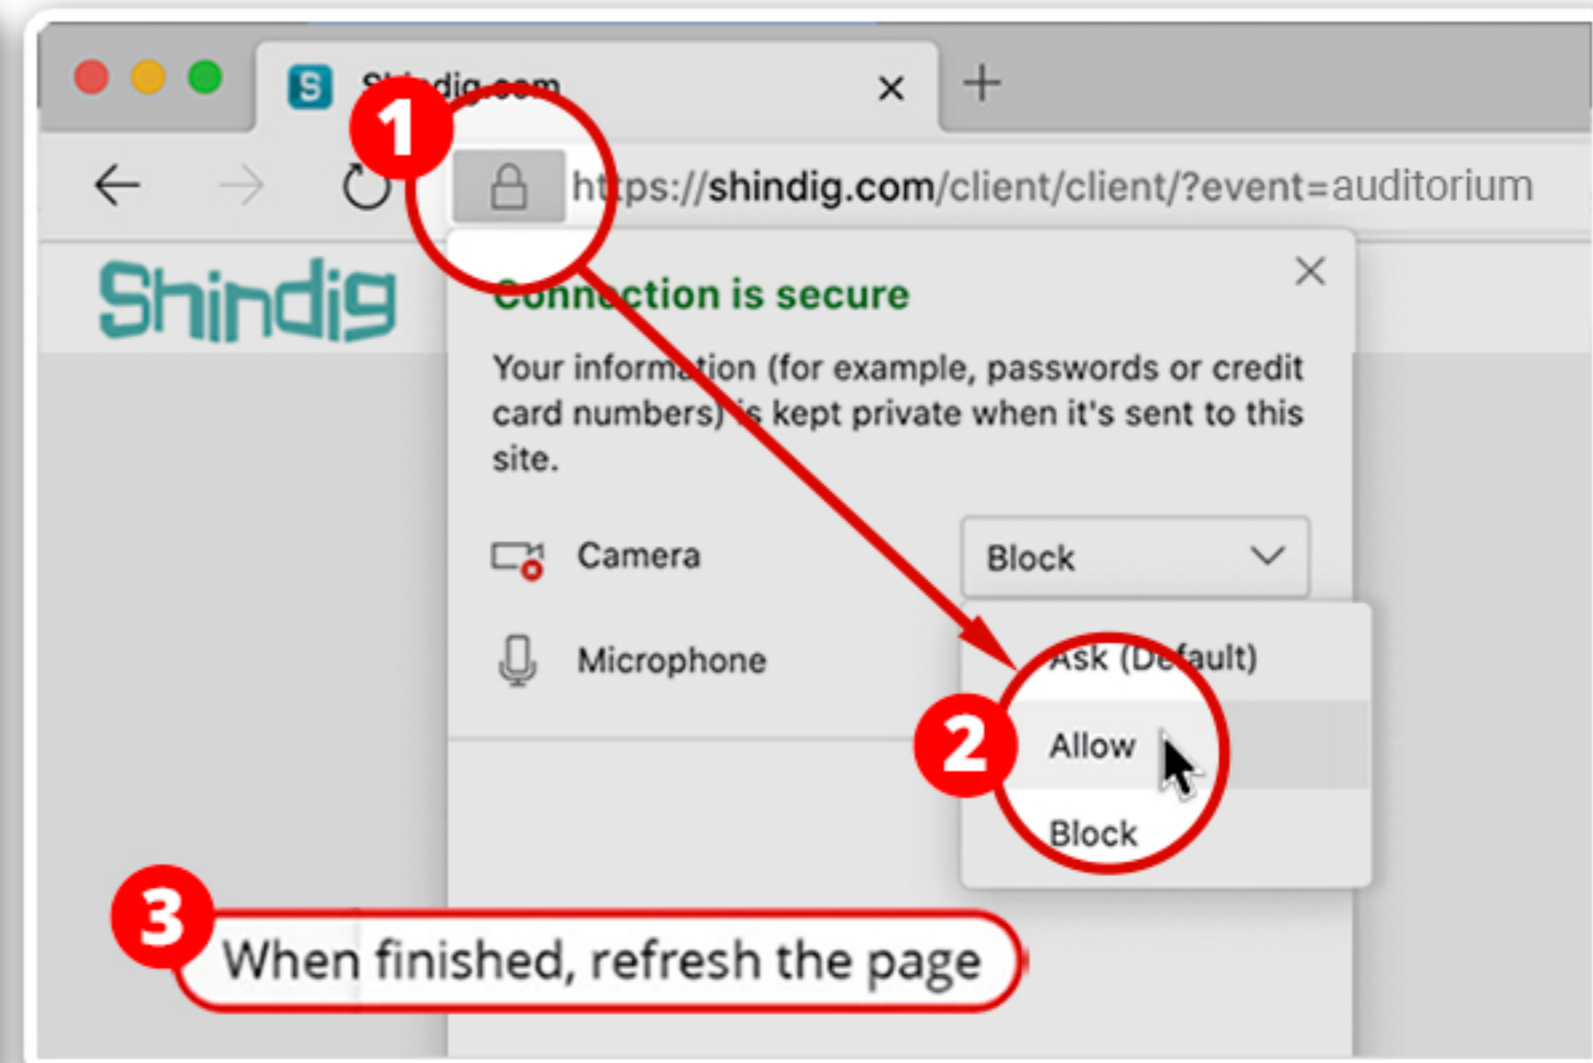 S Shindig.com
1
https://shindig.com/client/client/?event=auditorium
Shindig
Connection is secure
Your information (for example, passwords or credit
card numbers) is kept private when it's sent to this
site.
Camera
Block
Microphone
Ask (Default)
2
Allow
Block
3
When finished, refresh the page